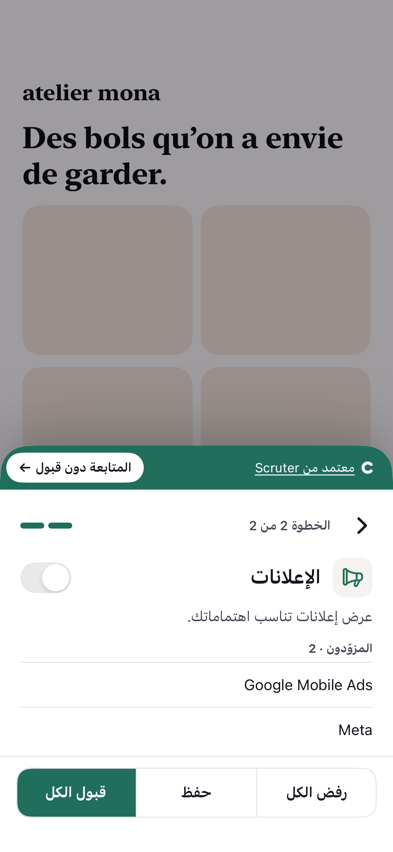 atelier mona
Des bols qu’on a envie
de garder.
معتمد من Scruter
المتابعة دون قبول ←
الخطوة 2 من 2
الإعلانات
عرض إعلانات تناسب اهتماماتك.
المزوّدون · 2
Google Mobile Ads
Meta
رفض الكل
حفظ
قبول الكل